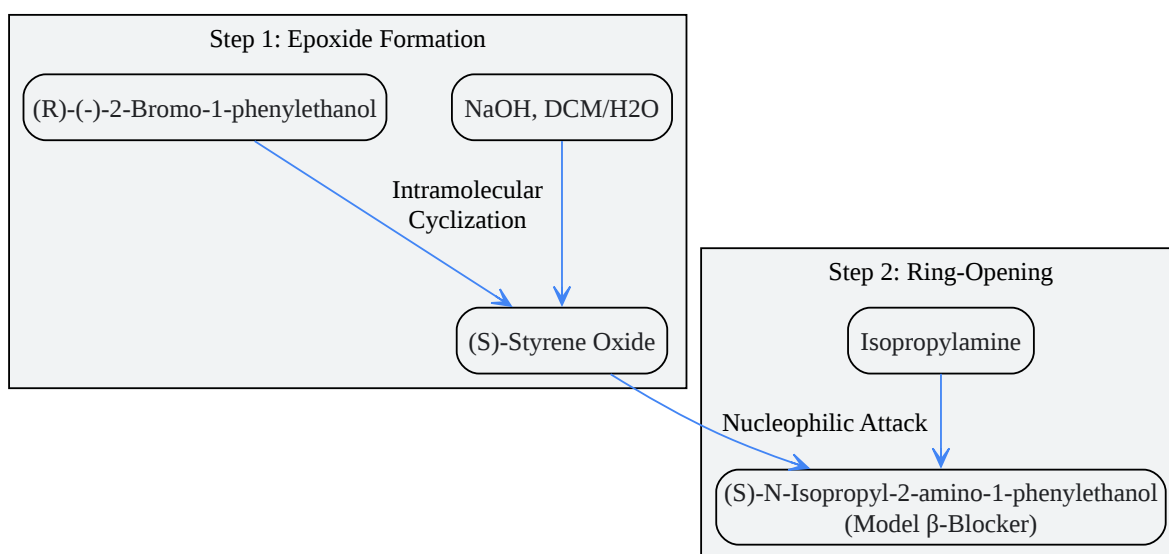 Step 1: Epoxide Formation
(R)-(-)-2-Bromo-1-phenylethanol
NaOH, DCM/H2O
Intramolecular
Cyclization
(S)-Styrene Oxide
Step 2: Ring-Opening
Isopropylamine
Nucleophilic Attack
(S)-N-Isopropyl-2-amino-1-phenylethanol
(Model β-Blocker)